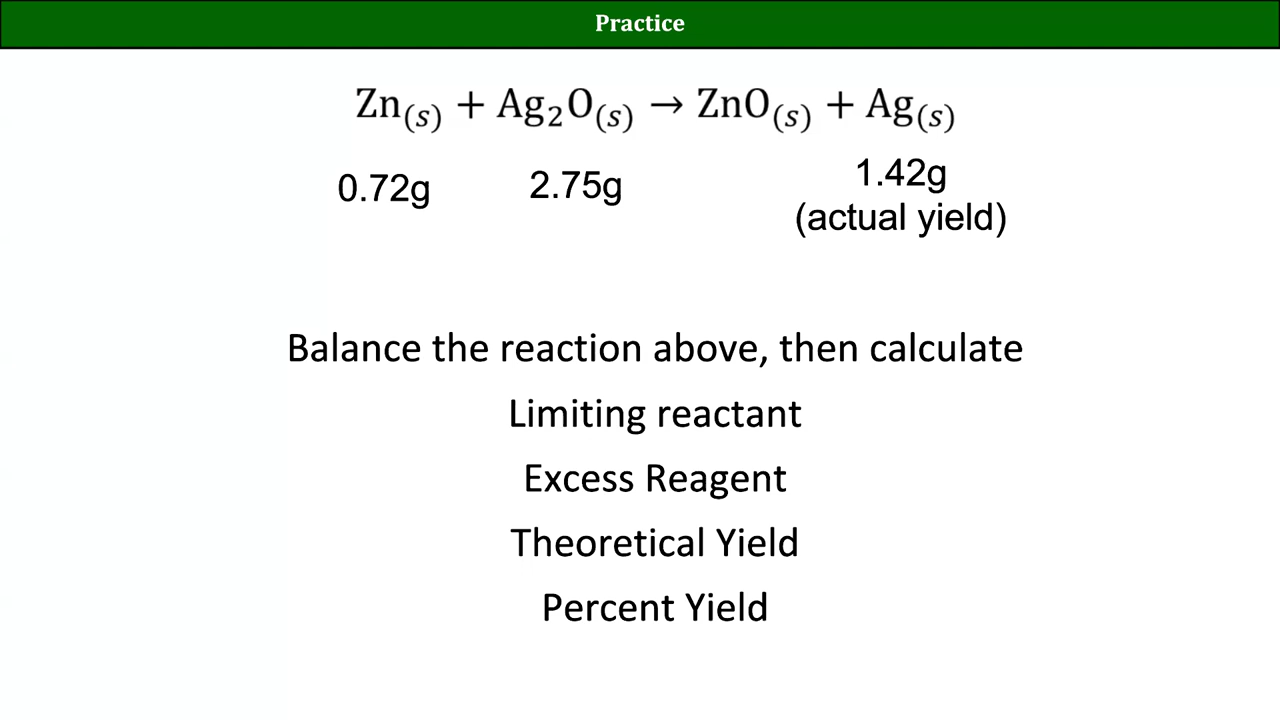 Practice
Zn(s) + Ag₂O(s) → ZnO(s) + Ag(s)
0.72g 2.75g 1.42g
(actual yield)
Balance the reaction above, then calculate
Limiting reactant
Excess Reagent
Theoretical Yield
Percent Yield